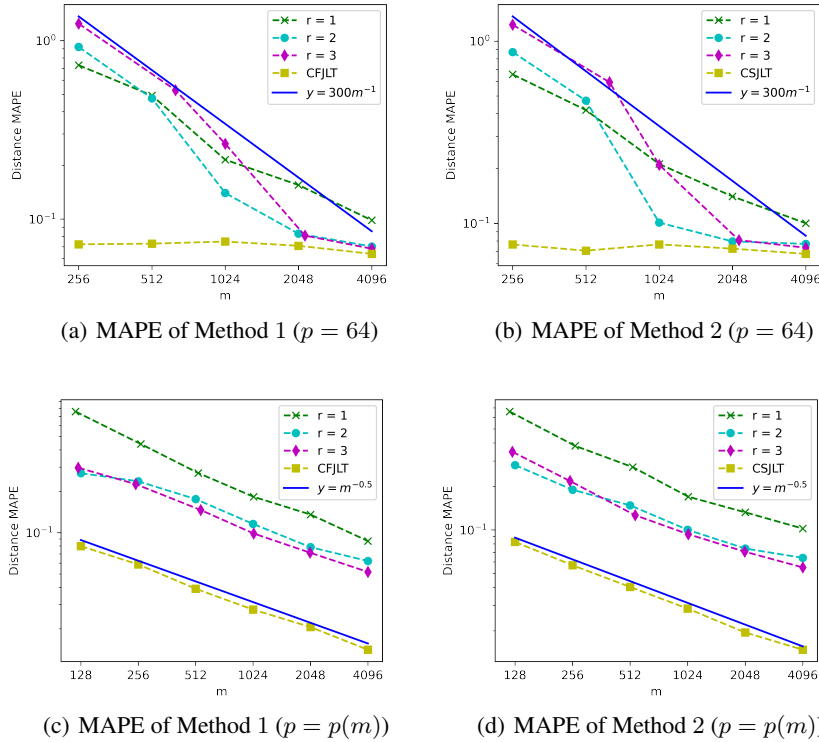 r = 1
r = 2
r = 3
CFJLT
y = 300m⁻¹
10⁰
10⁻¹
Distance MAPE
256 512 1024 2048 4096
m
(a) MAPE of Method 1 (p = 64)
r = 1
r = 2
r = 3
CSJLT
y = 300m⁻¹
10⁰
10⁻¹
Distance MAPE
256 512 1024 2048 4096
m
(b) MAPE of Method 2 (p = 64)
r = 1
r = 2
r = 3
CFJLT
y = m⁻⁰·⁵
10⁻¹
Distance MAPE
128 256 512 1024 2048 4096
m
(c) MAPE of Method 1 (p = p(m))
r = 1
r = 2
r = 3
CSJLT
y = m⁻⁰·⁵
10⁻¹
Distance MAPE
128 256 512 1024 2048 4096
m
(d) MAPE of Method 2 (p = p(m))